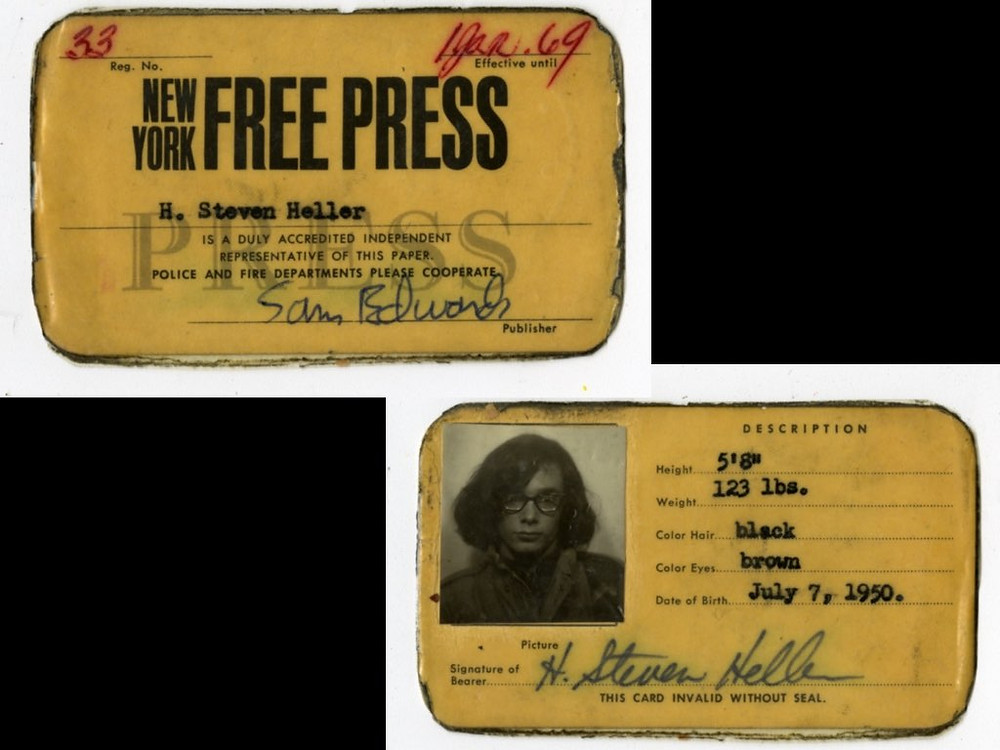 33
1 Jan. 69
Reg. No.
Effective until
NEW YORK FREE PRESS
PRESS
H. Steven Heller
IS A DULY ACCREDITED INDEPENDENT
REPRESENTATIVE OF THIS PAPER.
POLICE AND FIRE DEPARTMENTS PLEASE COOPERATE.
Sam Edwards
Publisher
DESCRIPTION
Height 5'8"
Weight 123 lbs.
Color Hair black
Color Eyes brown
Date of Birth July 7, 1950.
Picture
Signature of
Bearer H. Steven Heller
THIS CARD INVALID WITHOUT SEAL.